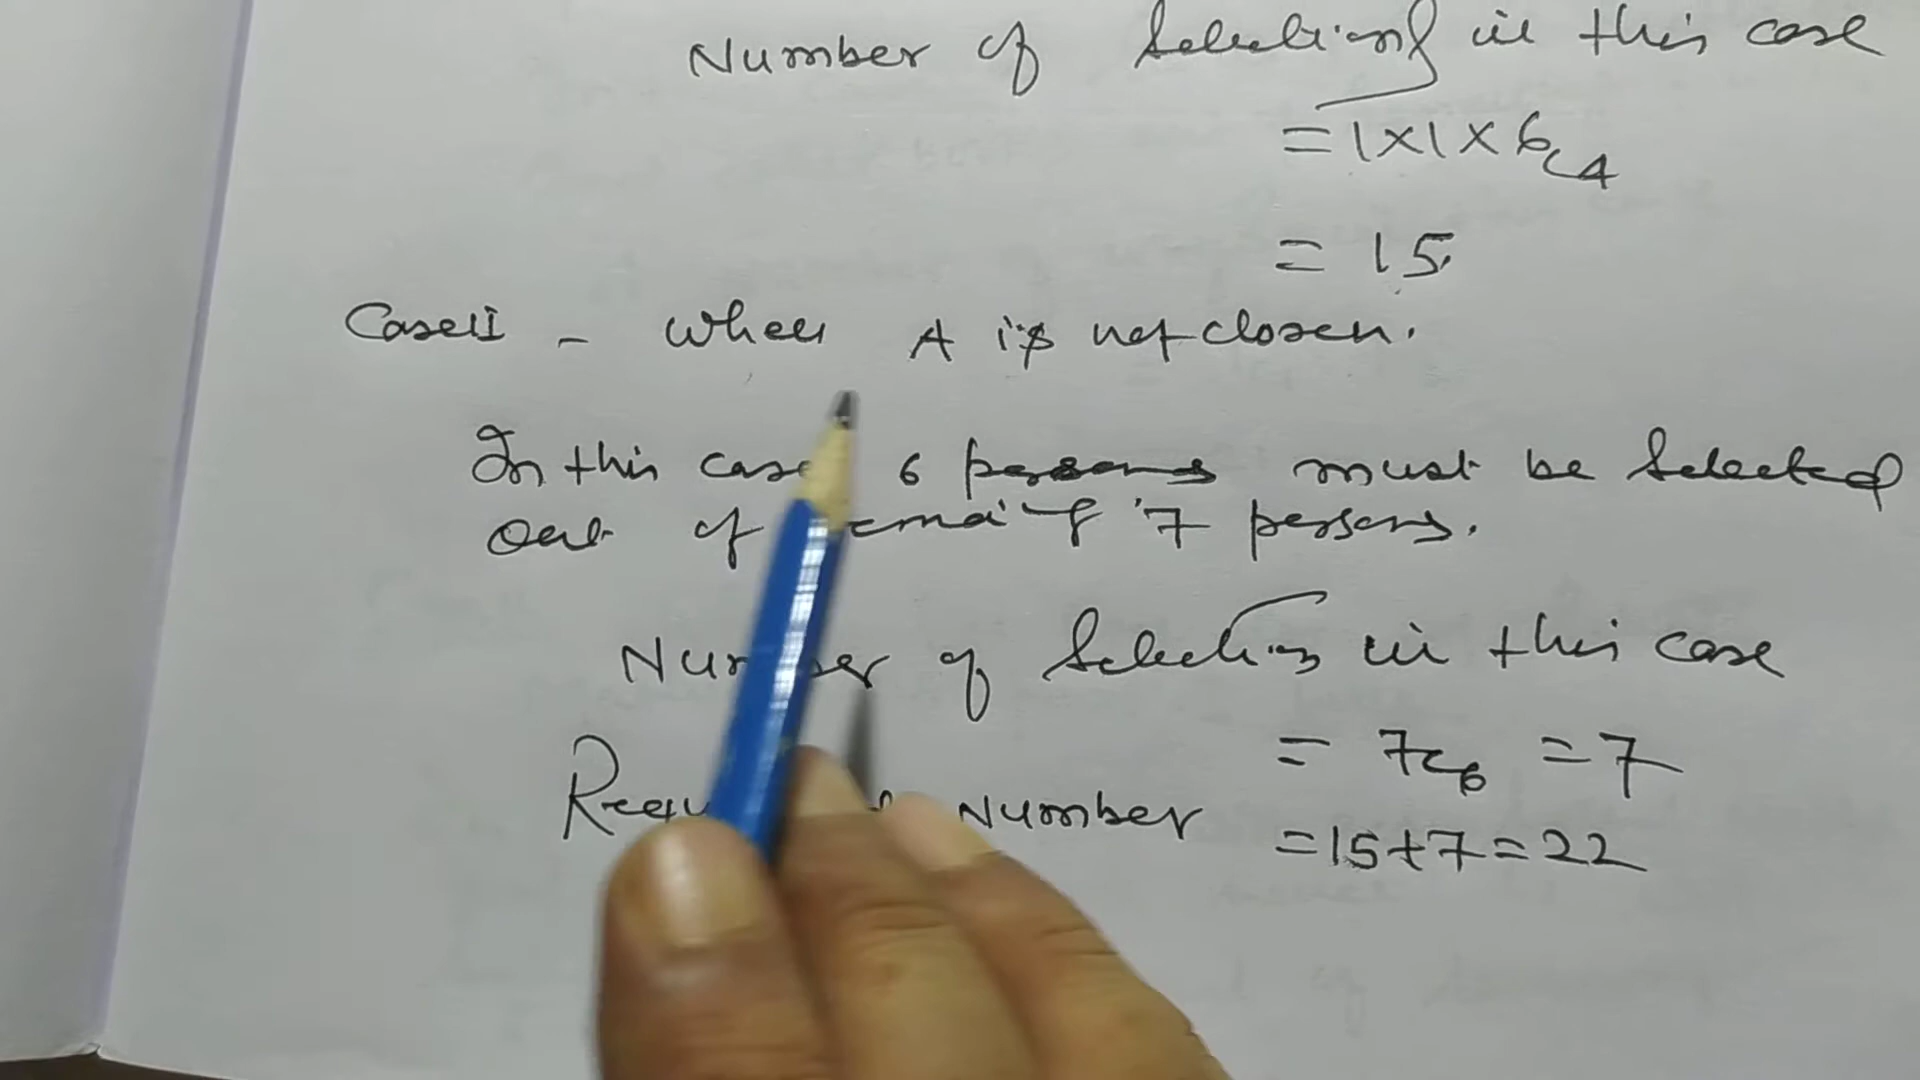 Number of Selections in this case
= 1×1×6C4
= 15
Case II - When A is not chosen.
In this case 6 persons must be Selected
Out of remaing 7 persons.
Number of Selections in this case
= 7C6 = 7
Number
= 15+7=22